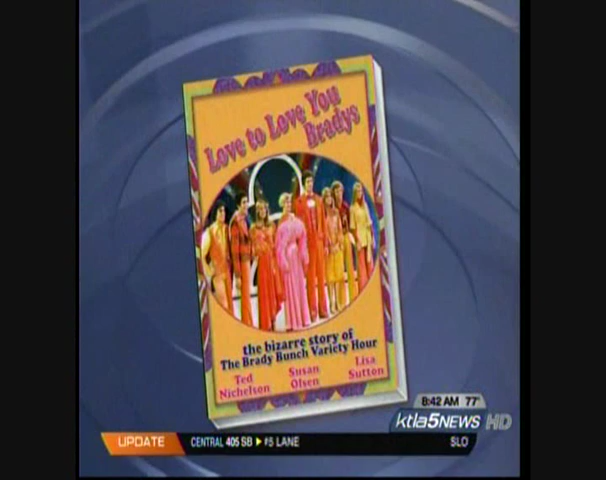 Love to Love You
Bradys
the bizarre story of
The Brady Bunch Variety Hour
Ted
Nichelson
Susan
Olsen
Lisa
Sutton
8:42 AM 77°
ktla5NEWS HD
UPDATE
CENTRAL 405 SB ▶ #5 LANE
SLO